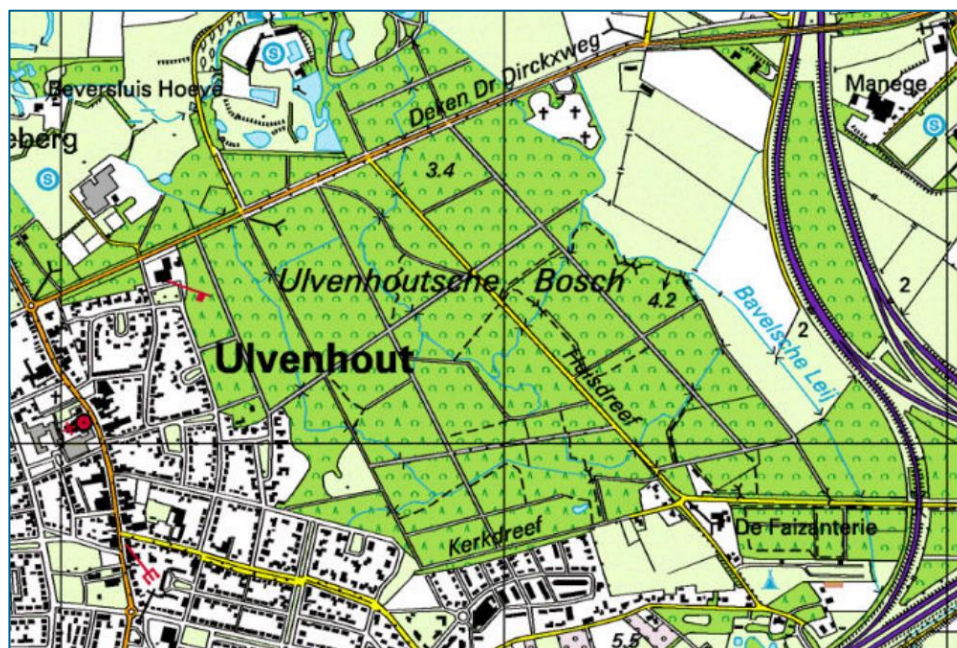 Deken Dr Dirckxweg
Beversluis Hoeve
Manege
eberg
S
S
S
3.4
Ulvenhoutsche Bosch
4.2
2
2
Bavelsche Leij
Ulvenhout
Huisdreef
Kerkdreef
De Faizanterie
5.5